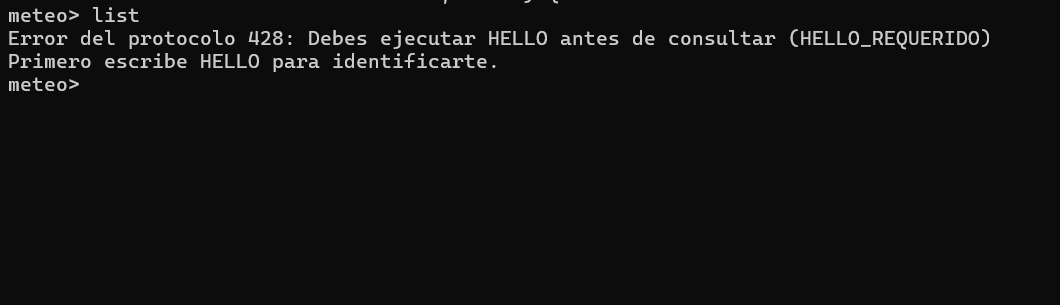 meteo> list
Error del protocolo 428: Debes ejecutar HELLO antes de consultar (HELLO_REQUERIDO)
Primero escribe HELLO para identificarte.
meteo>